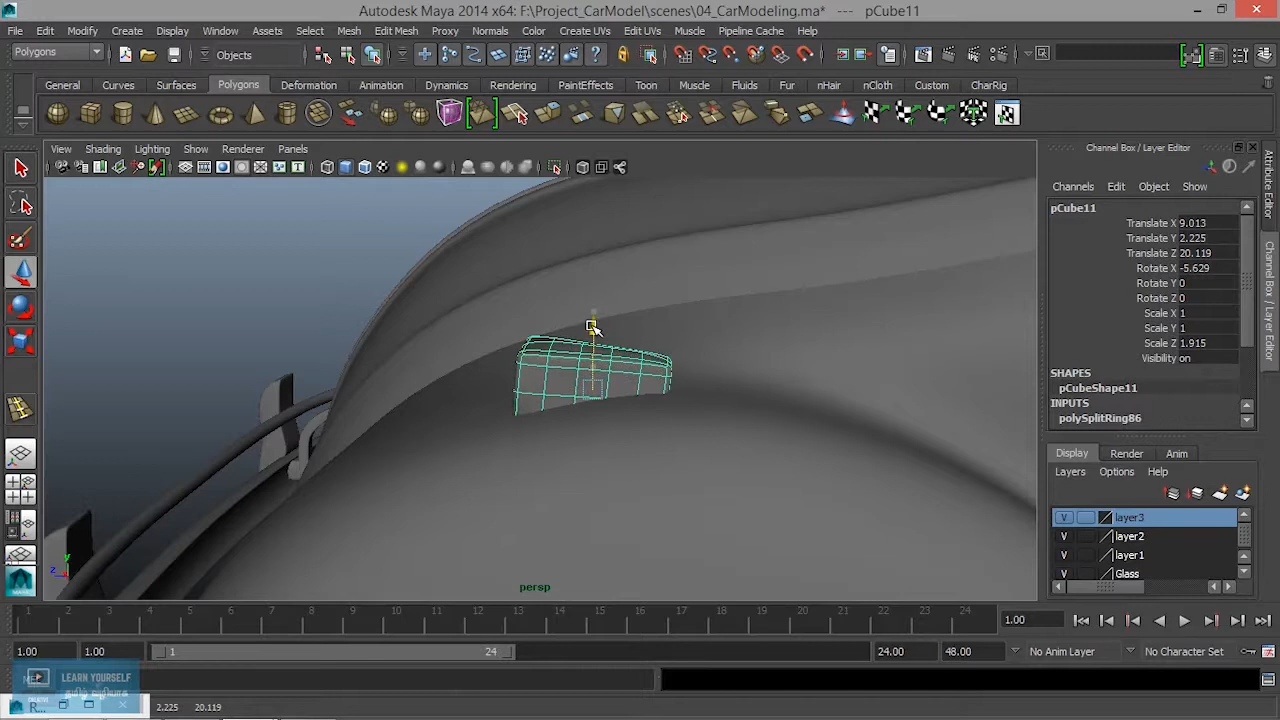 Autodesk Maya 2014 x64: F:\Project_CarModel\scenes\04_CarModeling.ma* --- pCube11
File Edit Modify Create Display Window Assets Select Mesh Edit Mesh Proxy Normals Color Create UVs Edit UVs Muscle Pipeline Cache Help
Polygons Objects
General Curves Surfaces Polygons Deformation Animation Dynamics Rendering PaintEffects Toon Muscle Fluids Fur nHair nCloth Custom CharRig
View Shading Lighting Show Renderer Panels
Channel Box / Layer Editor
Channels Edit Object Show
pCube11
Translate X 9.013
Translate Y 2.225
Translate Z 20.119
Rotate X -5.629
Rotate Y 0
Rotate Z 0
Scale X 1
Scale Y 1
Scale Z 1.915
Visibility on
SHAPES
pCubeShape11
INPUTS
polySplitRing86
Display Render Anim
Layers Options Help
V layer3
V layer2
V layer1
V Glass
Attribute Editor
Channel Box / Layer Editor
y
z
persp
1 2 3 4 5 6 7 8 9 10 11 12 13 14 15 16 17 18 19 20 21 22 23 24
1.00
1.00 1.00 1 24 24.00 48.00 No Anim Layer No Character Set
LEARN YOURSELF
தமிழ் வழியாக
R...
2.225 20.119